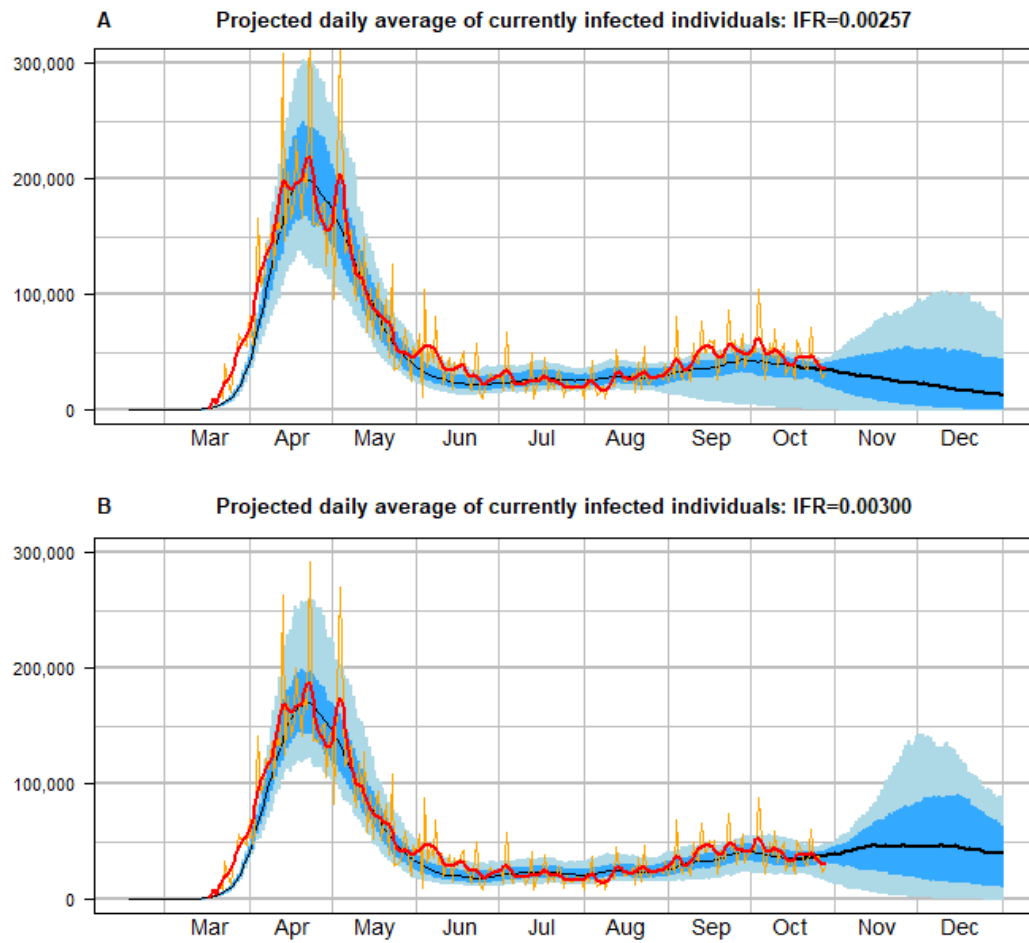 A Projected daily average of currently infected individuals: IFR=0.00257
300,000
200,000
100,000
0
Mar Apr May Jun Jul Aug Sep Oct Nov Dec
B Projected daily average of currently infected individuals: IFR=0.00300
300,000
200,000
100,000
0
Mar Apr May Jun Jul Aug Sep Oct Nov Dec